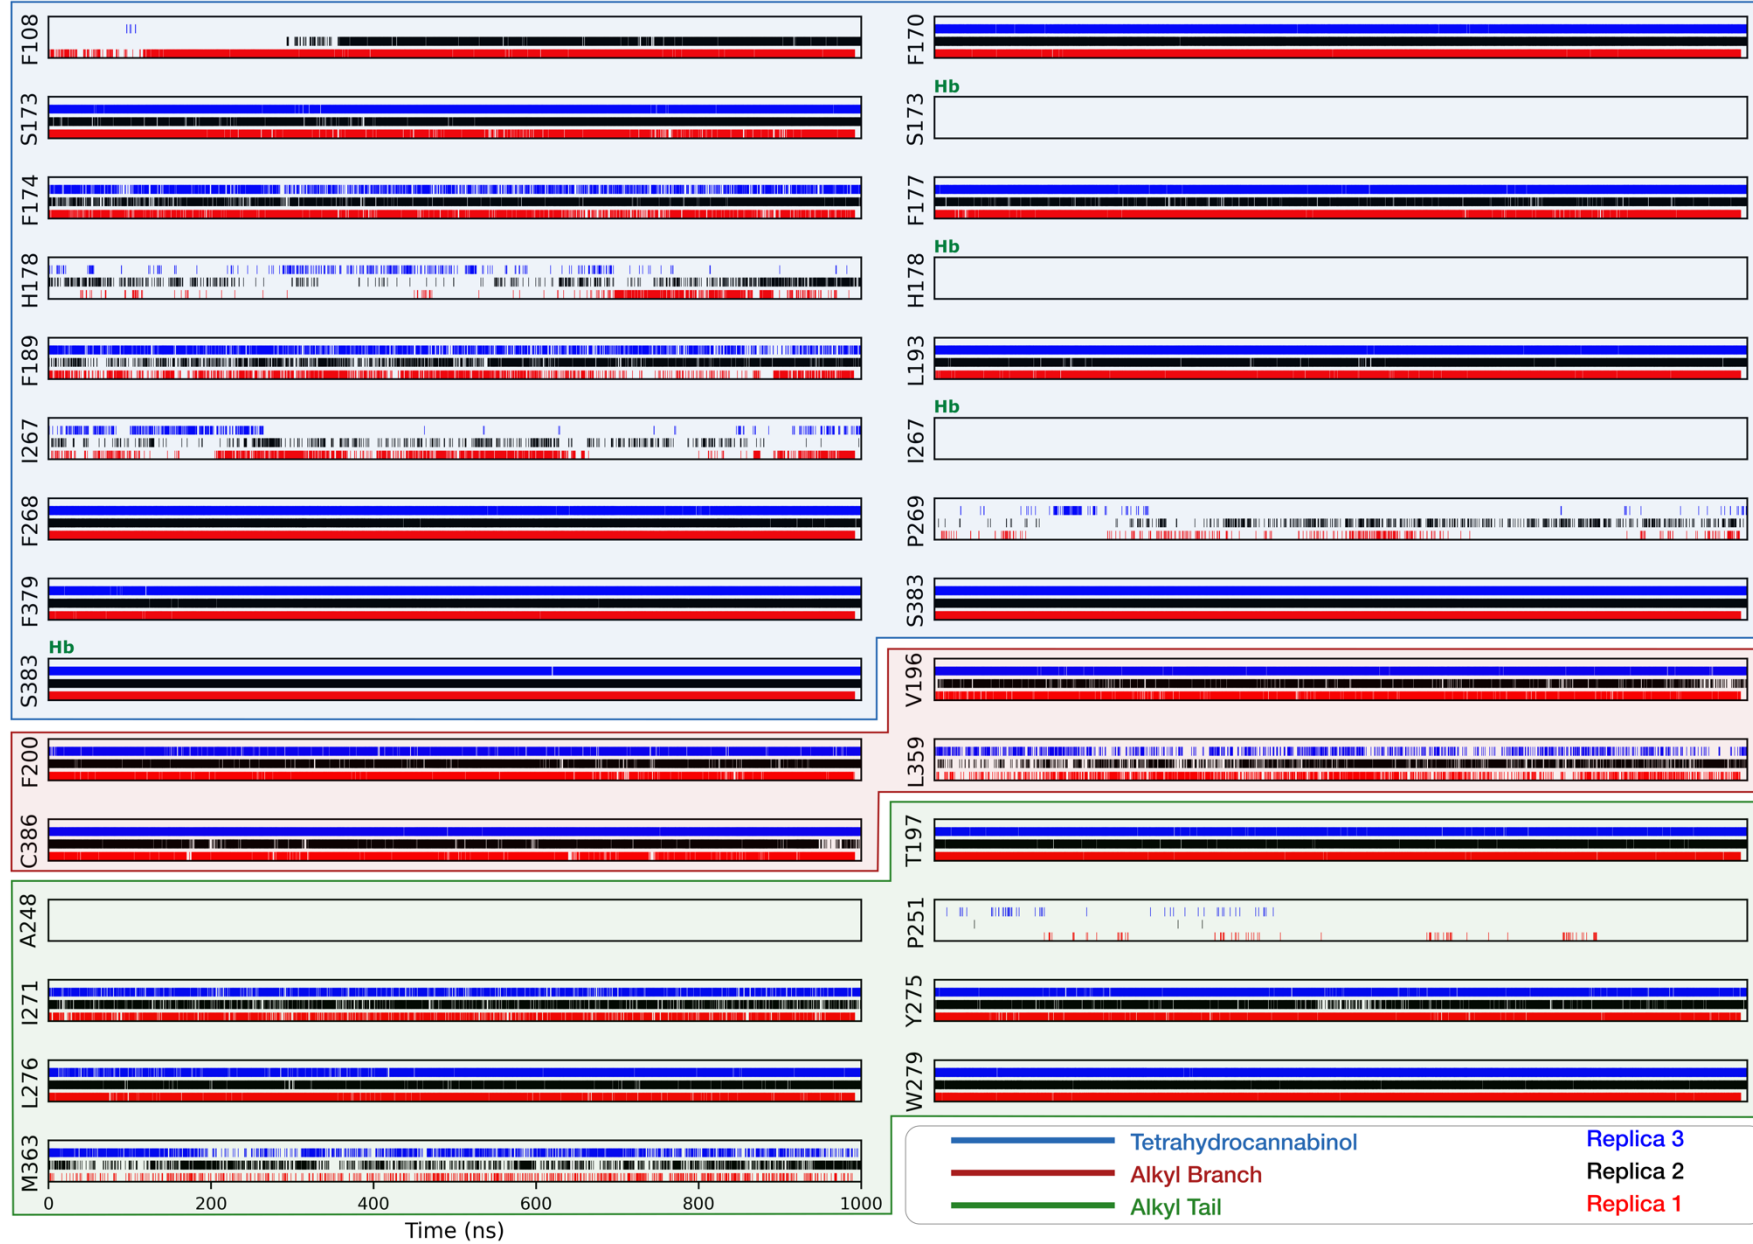 F108
F170
S173
Hb
S173
F174
F177
H178
Hb
H178
F189
L193
I267
Hb
I267
F268
P269
F379
S383
Hb
S383
V196
F200
L359
C386
T197
A248
P251
I271
Y275
L276
W279
M363
0 200 400 600 800 1000
Time (ns)
Tetrahydrocannabinol Replica 3
Alkyl Branch Replica 2
Alkyl Tail Replica 1